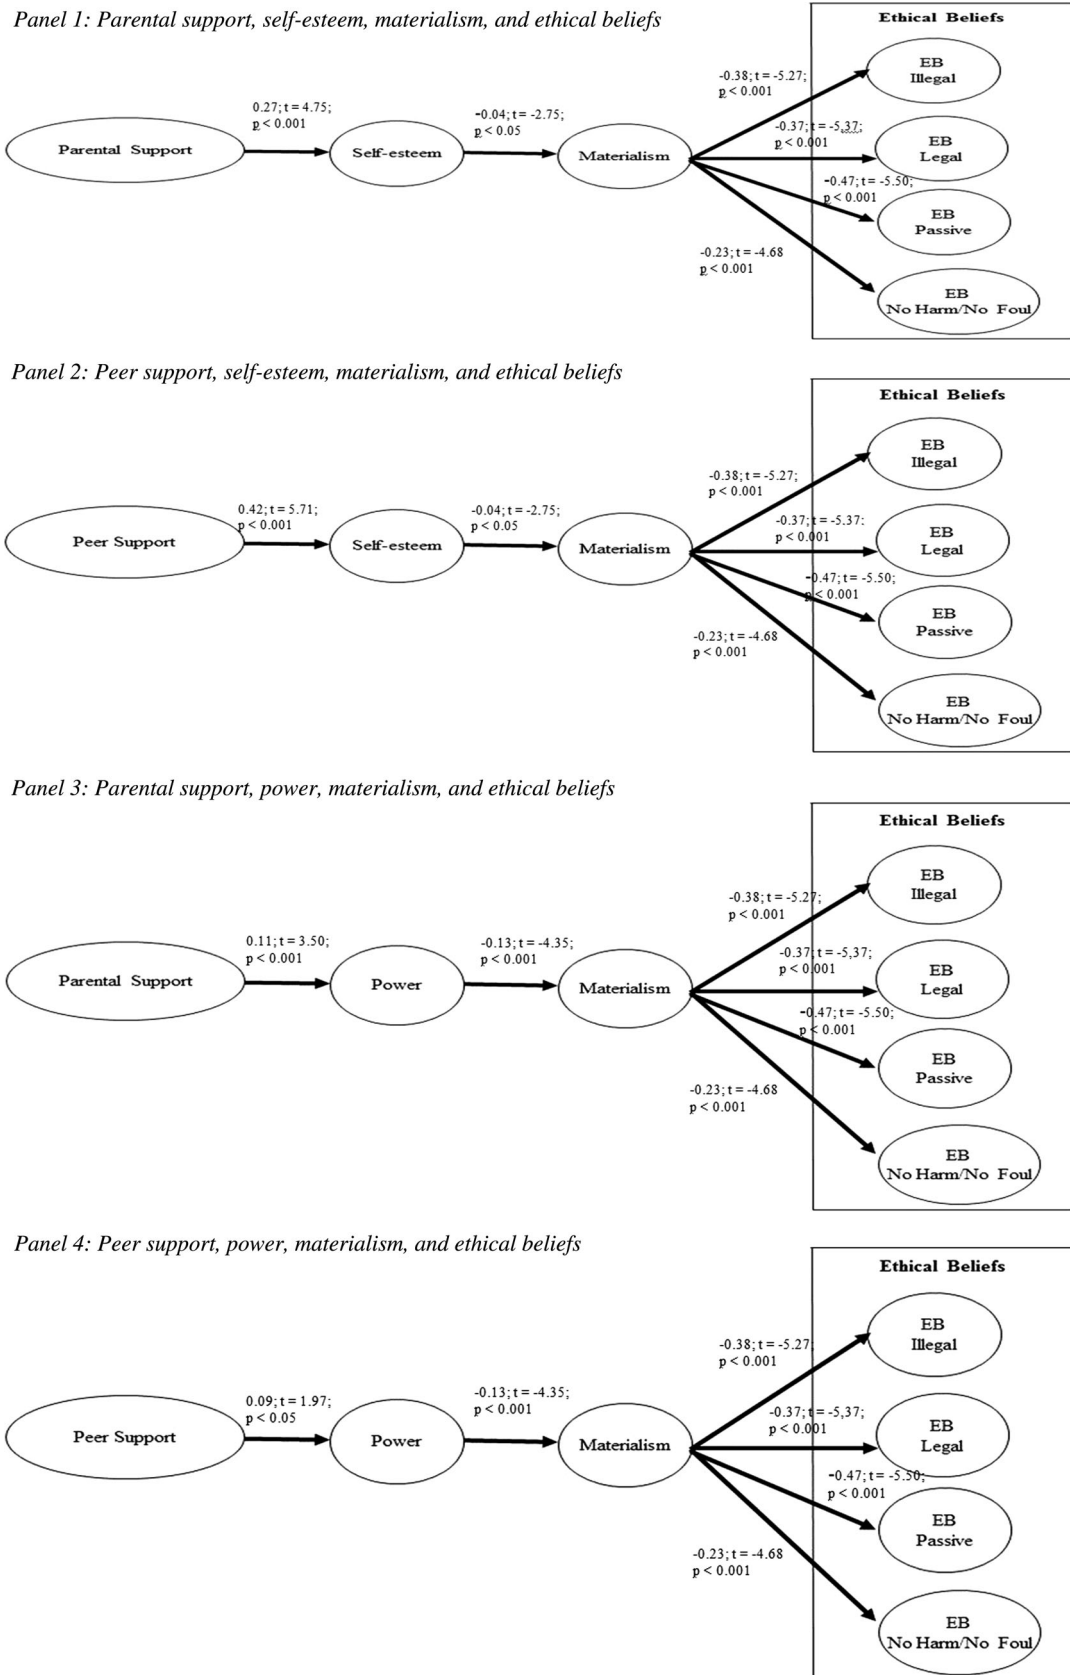 Panel 1: Parental support, self-esteem, materialism, and ethical beliefs
Ethical Beliefs
EB
Illegal
-0.38; t = -5.27;
p < 0.001
0.27; t = 4.75;
p < 0.001
-0.04; t = -2.75;
p < 0.05
-0.37; t = -5,37;
p < 0.001
EB
Legal
Parental Support
Self-esteem
Materialism
-0.47; t = -5.50;
p < 0.001
EB
Passive
-0.23; t = -4.68
p < 0.001
EB
No Harm/No Foul
Panel 2: Peer support, self-esteem, materialism, and ethical beliefs
Ethical Beliefs
EB
Illegal
-0.38; t = -5.27;
p < 0.001
0.42; t = 5.71;
p < 0.001
-0.04; t = -2.75;
p < 0.05
-0.37; t = -5.37;
p < 0.001
EB
Legal
Peer Support
Self-esteem
Materialism
-0.47; t = -5.50;
p < 0.001
EB
Passive
-0.23; t = -4.68
p < 0.001
EB
No Harm/No Foul
Panel 3: Parental support, power, materialism, and ethical beliefs
Ethical Beliefs
EB
Illegal
-0.38; t = -5.27;
p < 0.001
0.11; t = 3.50;
p < 0.001
-0.13; t = -4.35;
p < 0.001
-0.37; t = -5,37;
p < 0.001
EB
Legal
Parental Support
Power
Materialism
-0.47; t = -5.50;
p < 0.001
EB
Passive
-0.23; t = -4.68
p < 0.001
EB
No Harm/No Foul
Panel 4: Peer support, power, materialism, and ethical beliefs
Ethical Beliefs
EB
Illegal
-0.38; t = -5.27;
p < 0.001
0.09; t = 1.97;
p < 0.05
-0.13; t = -4.35;
p < 0.001
-0.37; t = -5,37;
p < 0.001
EB
Legal
Peer Support
Power
Materialism
-0.47; t = -5.50;
p < 0.001
EB
Passive
-0.23; t = -4.68
p < 0.001
EB
No Harm/No Foul